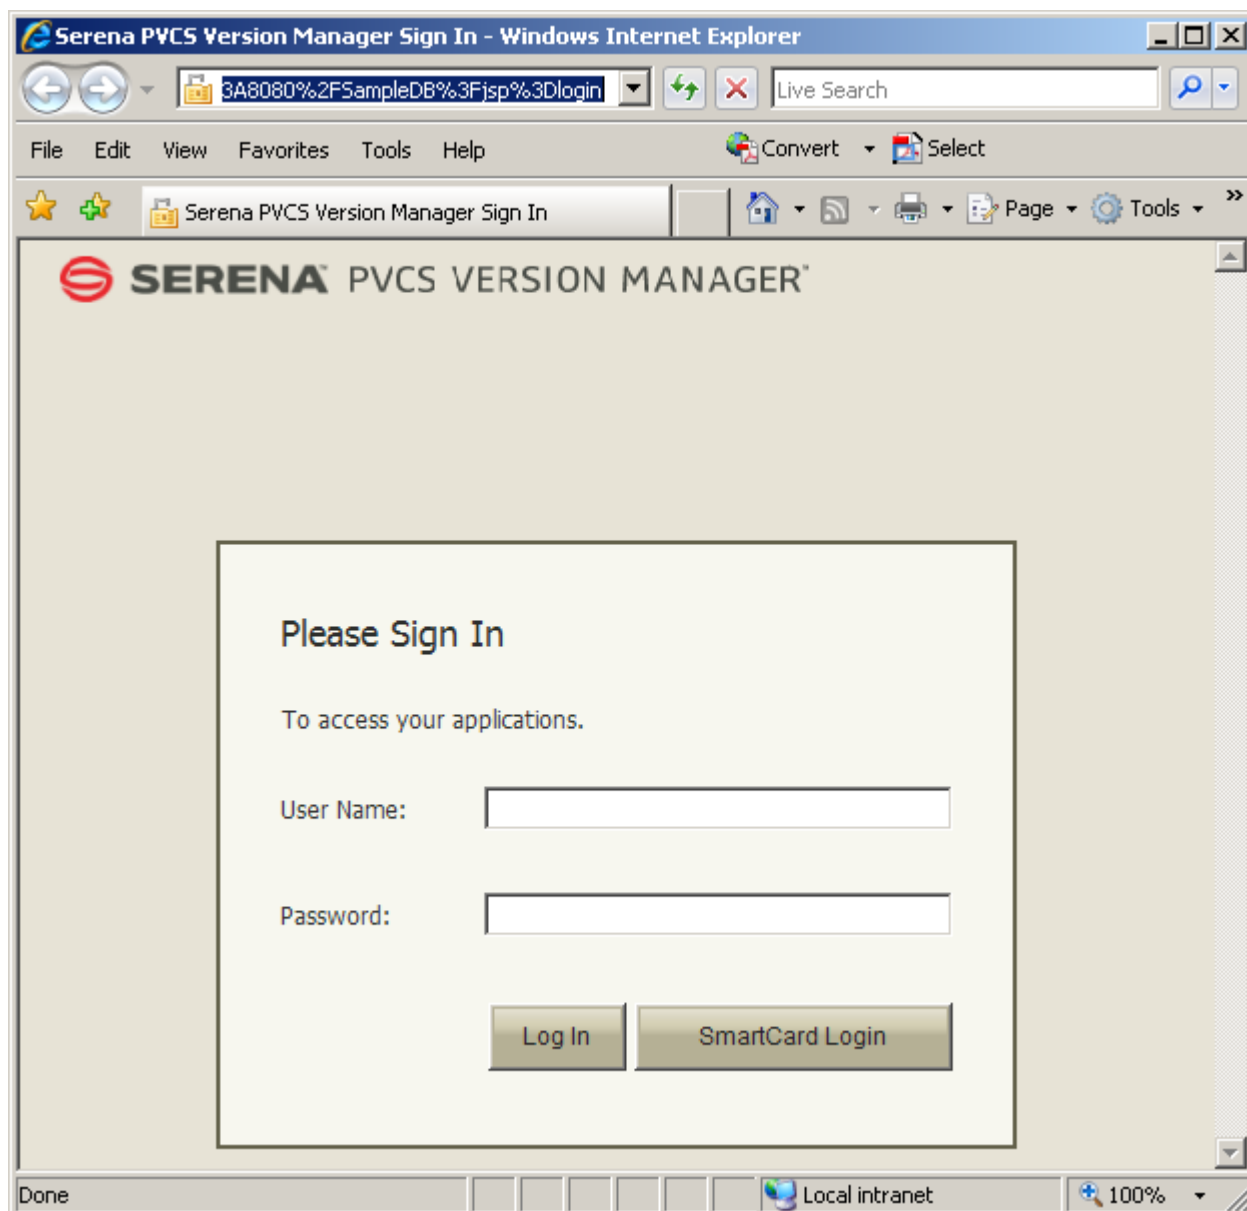 Serena PVCS Version Manager Sign In - Windows Internet Explorer
3A8080%2FSampleDB%3Fjsp%3Dlogin Live Search
File Edit View Favorites Tools Help Convert Select
Serena PVCS Version Manager Sign In Page Tools »
SERENA™ PVCS VERSION MANAGER™
Please Sign In
To access your applications.
User Name:
Password:
Log In SmartCard Login
Done Local intranet 100%